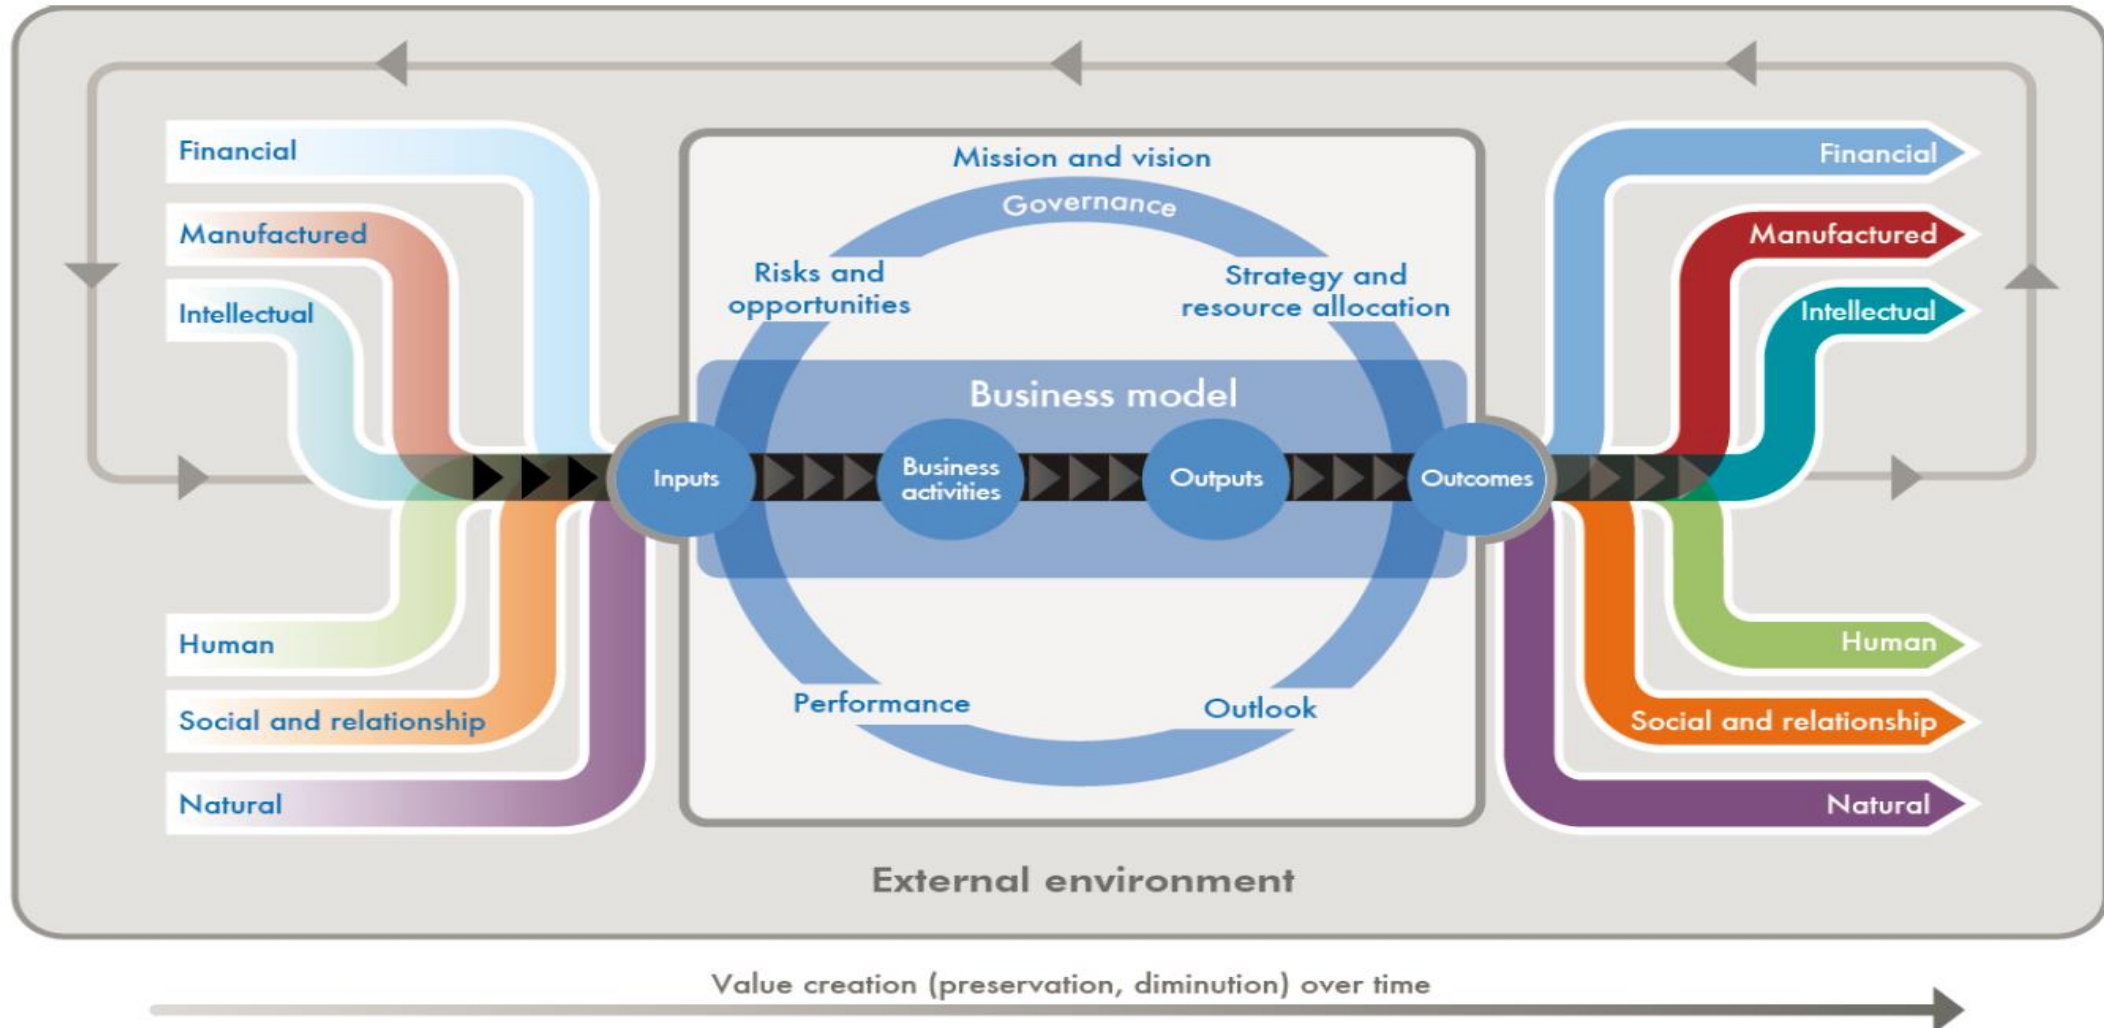 Financial
Manufactured
Intellectual
Human
Social and relationship
Natural
Mission and vision
Governance
Risks and
opportunities
Strategy and
resource allocation
Business model
Inputs
Business
activities
Outputs
Outcomes
Performance
Outlook
Financial
Manufactured
Intellectual
Human
Social and relationship
Natural
External environment
Value creation (preservation, diminution) over time